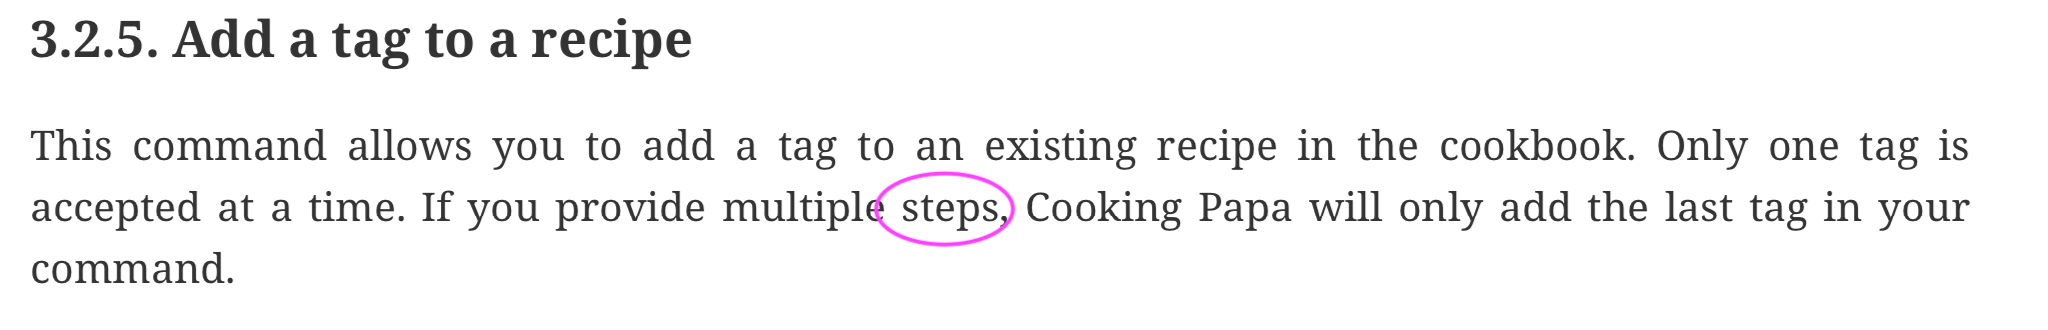 3.2.5. Add a tag to a recipe
This command allows you to add a tag to an existing recipe in the cookbook. Only one tag is
accepted at a time. If you provide multiple steps, Cooking Papa will only add the last tag in your
command.